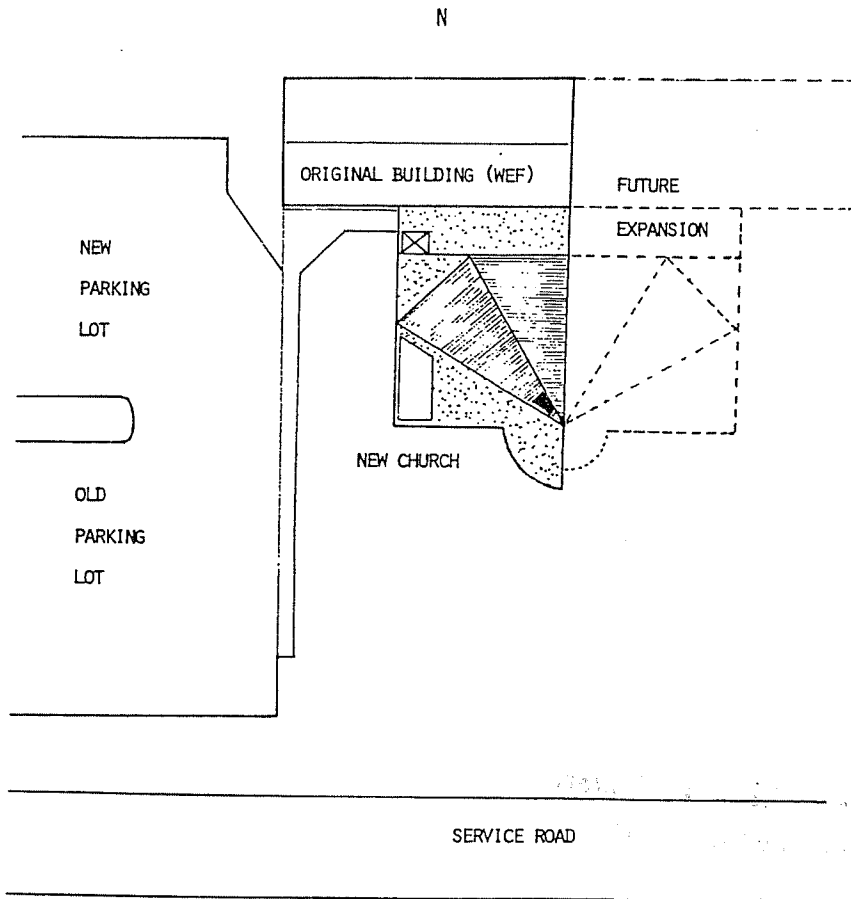 N
ORIGINAL BUILDING (WEF)
FUTURE
EXPANSION
NEW
PARKING
LOT
NEW CHURCH
OLD
PARKING
LOT
SERVICE ROAD